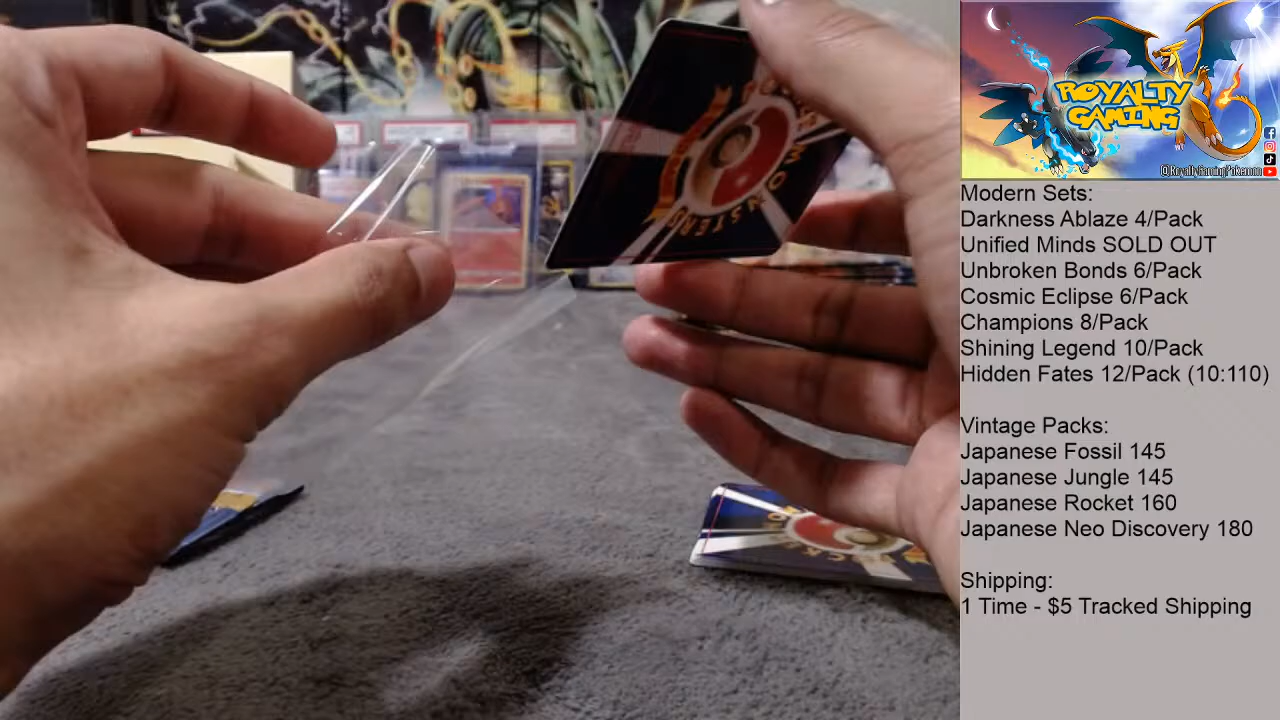 ROYALTY
GAMING
@RoyaltyGamingPokemon
Modern Sets:
Darkness Ablaze 4/Pack
Unified Minds SOLD OUT
Unbroken Bonds 6/Pack
Cosmic Eclipse 6/Pack
Champions 8/Pack
Shining Legend 10/Pack
Hidden Fates 12/Pack (10:110)
Vintage Packs:
Japanese Fossil 145
Japanese Jungle 145
Japanese Rocket 160
Japanese Neo Discovery 180
Shipping:
1 Time - $5 Tracked Shipping
MONSTERS